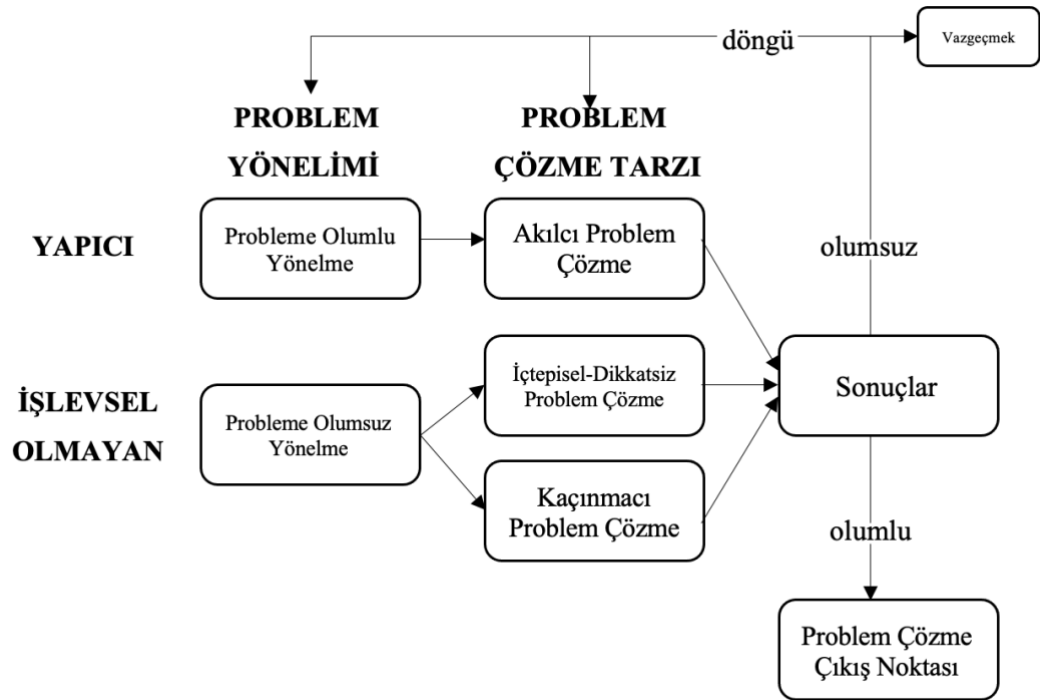 döngü
Vazgeçmek
PROBLEM
YÖNELİMİ
PROBLEM
ÇÖZME TARZI
YAPICI
Probleme Olumlu
Yönelme
Akılcı Problem
Çözme
olumsuz
İŞLEVSEL
OLMAYAN
Probleme Olumsuz
Yönelme
İçtepisel-Dikkatsiz
Problem Çözme
Kaçınmacı
Problem Çözme
Sonuçlar
olumlu
Problem Çözme
Çıkış Noktası